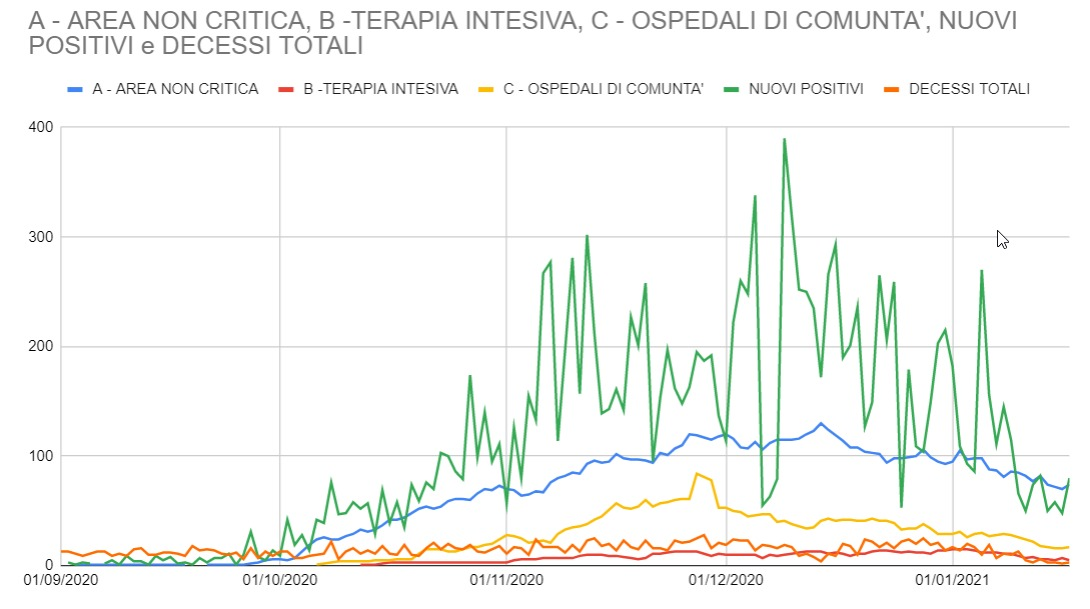 A - AREA NON CRITICA, B -TERAPIA INTESIVA, C - OSPEDALI DI COMUNTA', NUOVI
POSITIVI e DECESSI TOTALI
A - AREA NON CRITICA B -TERAPIA INTESIVA C - OSPEDALI DI COMUNTA' NUOVI POSITIVI DECESSI TOTALI
400
300
200
100
0
01/09/2020 01/10/2020 01/11/2020 01/12/2020 01/01/2021